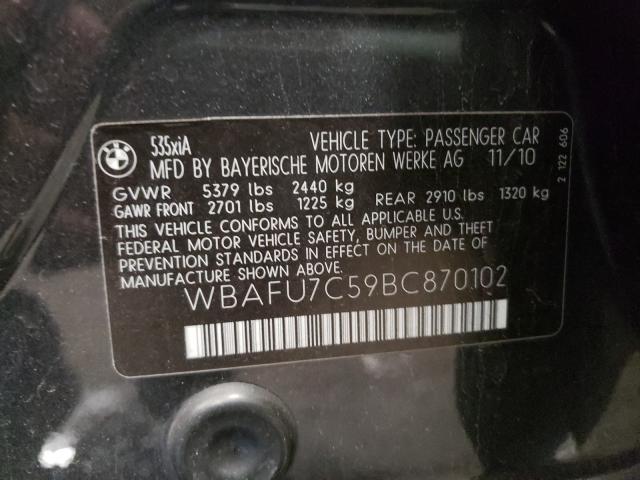 535xiA VEHICLE TYPE: PASSENGER CAR
MFD BY BAYERISCHE MOTOREN WERKE AG 11/10
GVWR 5379 lbs 2440 kg
GAWR FRONT 2701 lbs 1225 kg REAR 2910 lbs 1320 kg
THIS VEHICLE CONFORMS TO ALL APPLICABLE U.S.
FEDERAL MOTOR VEHICLE SAFETY, BUMPER AND THEFT
PREVENTION STANDARDS IN EFFECT ON THE DATE OF
MANUFACTURE SHOWN ABOVE.
WBAFU7C59BC870102
2 122 606